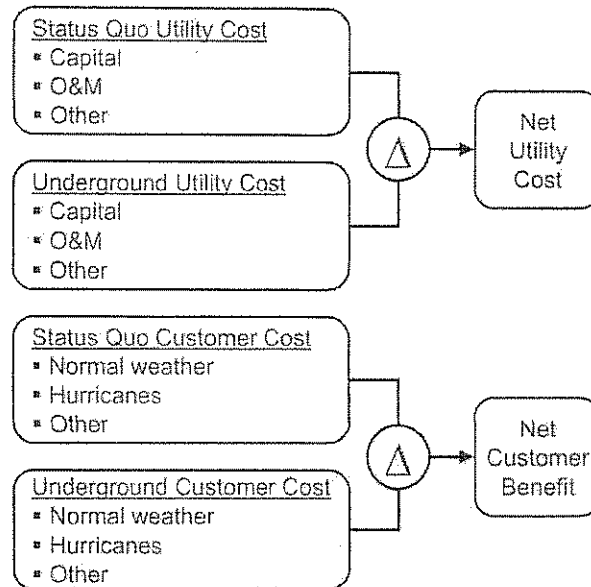 Status Quo Utility Cost
▪ Capital
▪ O&M
▪ Other
Δ
Net
Utility
Cost
Underground Utility Cost
▪ Capital
▪ O&M
▪ Other
Status Quo Customer Cost
▪ Normal weather
▪ Hurricanes
▪ Other
Δ
Net
Customer
Benefit
Underground Customer Cost
▪ Normal weather
▪ Hurricanes
▪ Other